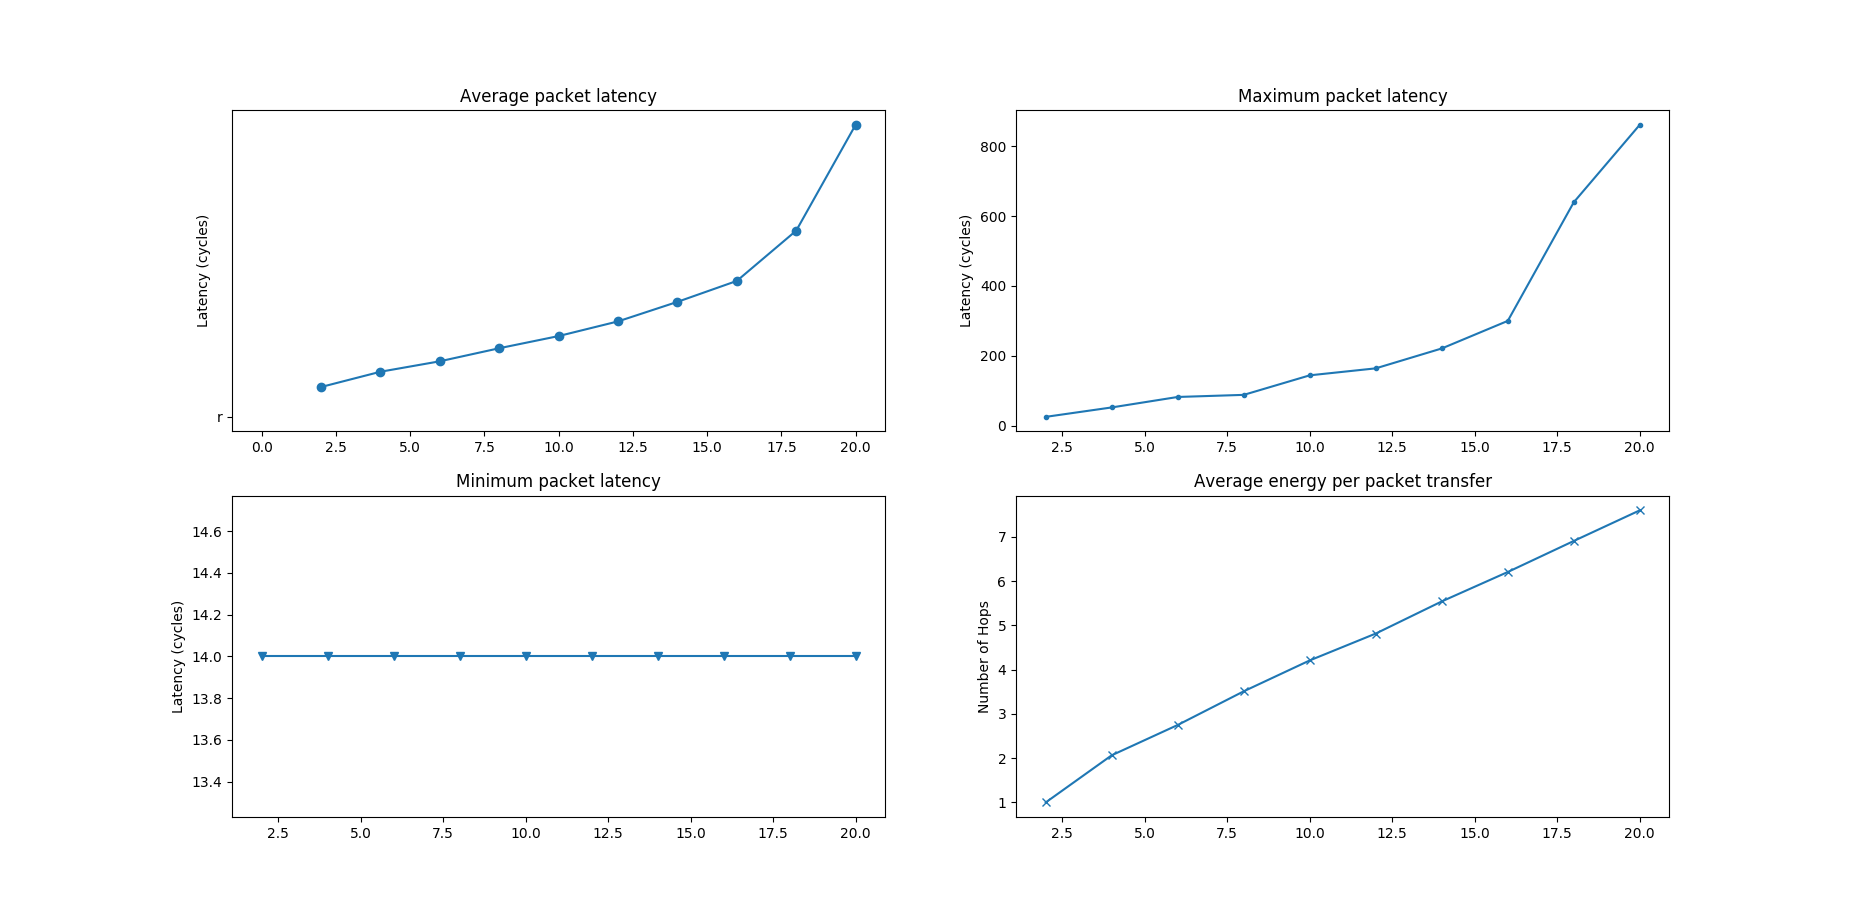 Average packet latency
Latency (cycles)
r
0.0 2.5 5.0 7.5 10.0 12.5 15.0 17.5 20.0
Maximum packet latency
Latency (cycles)
800
600
400
200
0
2.5 5.0 7.5 10.0 12.5 15.0 17.5 20.0
Minimum packet latency
Latency (cycles)
14.6
14.4
14.2
14.0
13.8
13.6
13.4
2.5 5.0 7.5 10.0 12.5 15.0 17.5 20.0
Average energy per packet transfer
Number of Hops
7
6
5
4
3
2
1
2.5 5.0 7.5 10.0 12.5 15.0 17.5 20.0